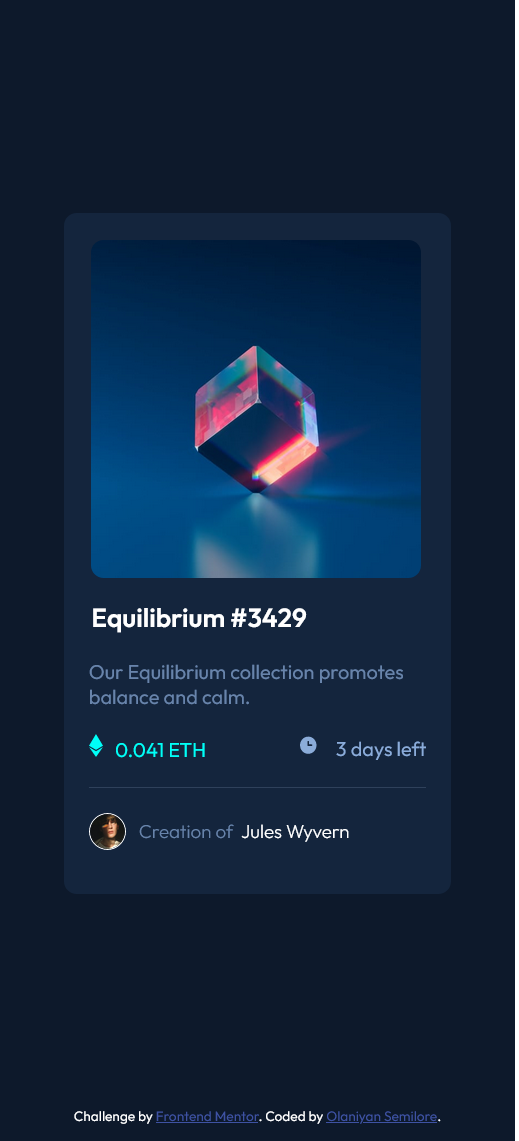 Equilibrium #3429
Our Equilibrium collection promotes
balance and calm.
0.041 ETH
3 days left
Creation of Jules Wyvern
Challenge by Frontend Mentor. Coded by Olaniyan Semilore.